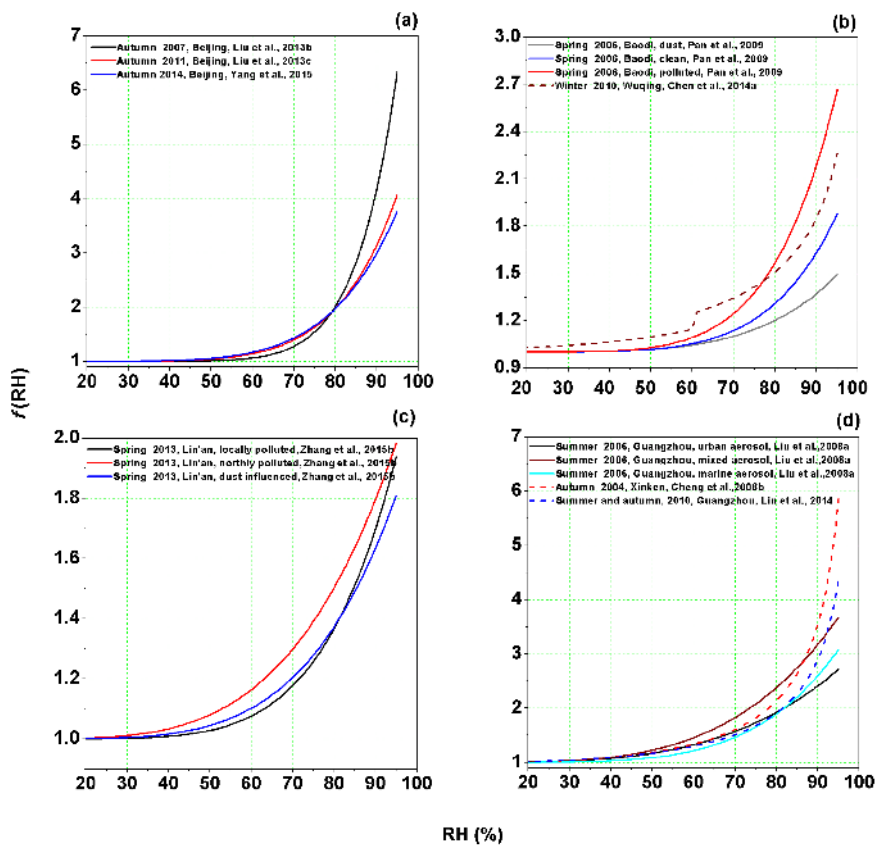 (a)
Autumn 2007, Beijing, Liu et al., 2013b
Autumn 2011, Beijing, Liu et al., 2013c
Autumn 2014, Beijing, Yang et al., 2015
7
6
5
4
3
2
1
20 30 40 50 60 70 80 90 100
(b)
Spring 2006, Baodi, dust, Pan et al., 2009
Spring 2006, Baodi, clean, Pan et al., 2009
Spring 2006, Baodi, polluted, Pan et al., 2009
Winter 2010, Wuqing, Chen et al., 2014a
3.0
2.7
2.4
2.1
1.8
1.5
1.2
0.9
20 30 40 50 60 70 80 90 100
f(RH)
(c)
Spring 2013, Lin'an, locally polluted, Zhang et al., 2015b
Spring 2013, Lin'an, northly polluted, Zhang et al., 2015b
Spring 2013, Lin'an, dust influenced, Zhang et al., 2015b
2.0
1.8
1.6
1.4
1.2
1.0
20 30 40 50 60 70 80 90 100
(d)
Summer 2006, Guangzhou, urban aerosol, Liu et al.,2008a
Summer 2006, Guangzhou, mixed aerosol, Liu et al.,2008a
Summer 2006, Guangzhou, marine aerosol, Liu et al.,2008a
Autumn 2004, Xinken, Cheng et al.,2008b
Summer and autumn, 2010, Guangzhou, Lin et al., 2014
7
6
5
4
3
2
1
20 30 40 50 60 70 80 90 100
RH (%)